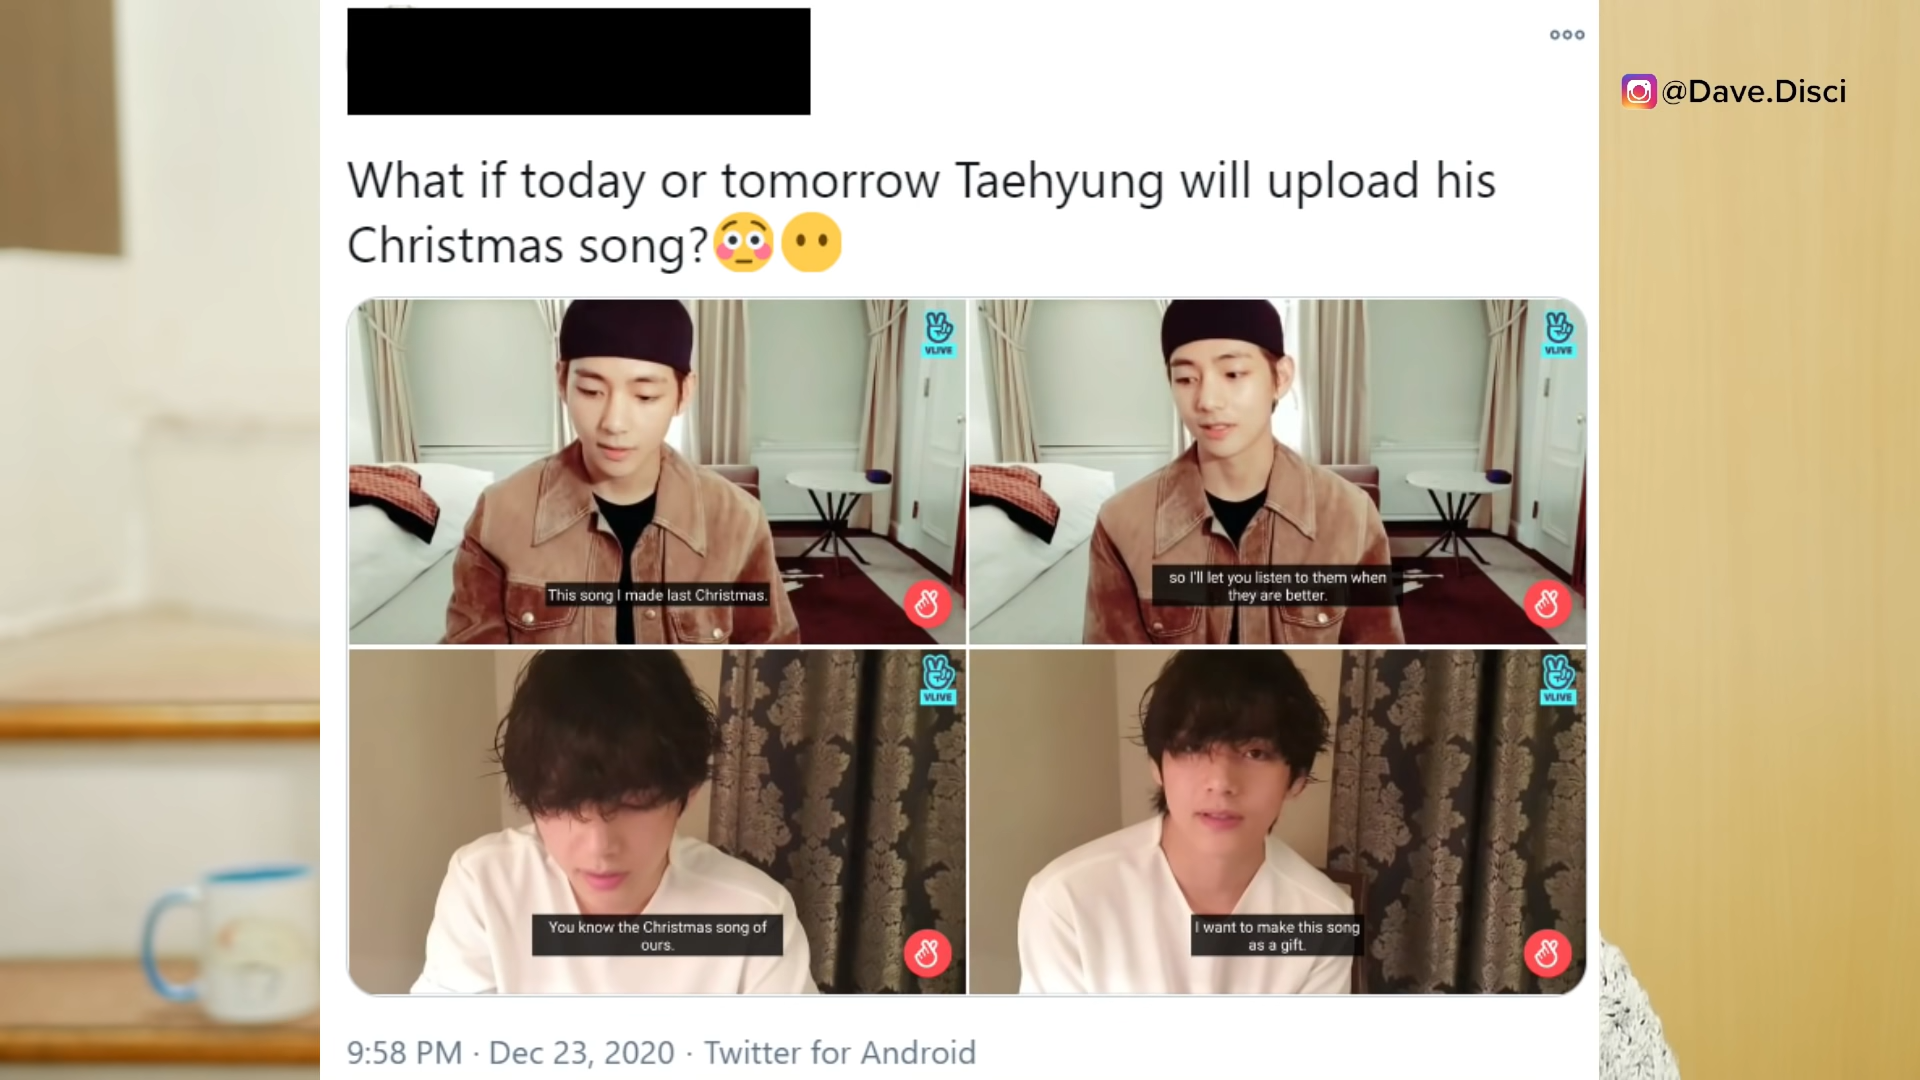 @Dave.Disci
What if today or tomorrow Taehyung will upload his
Christmas song?😳😶
VLIVE
This song I made last Christmas.
VLIVE
so I'll let you listen to them when
they are better.
VLIVE
You know the Christmas song of
ours.
VLIVE
I want to make this song
as a gift.
9:58 PM · Dec 23, 2020 · Twitter for Android